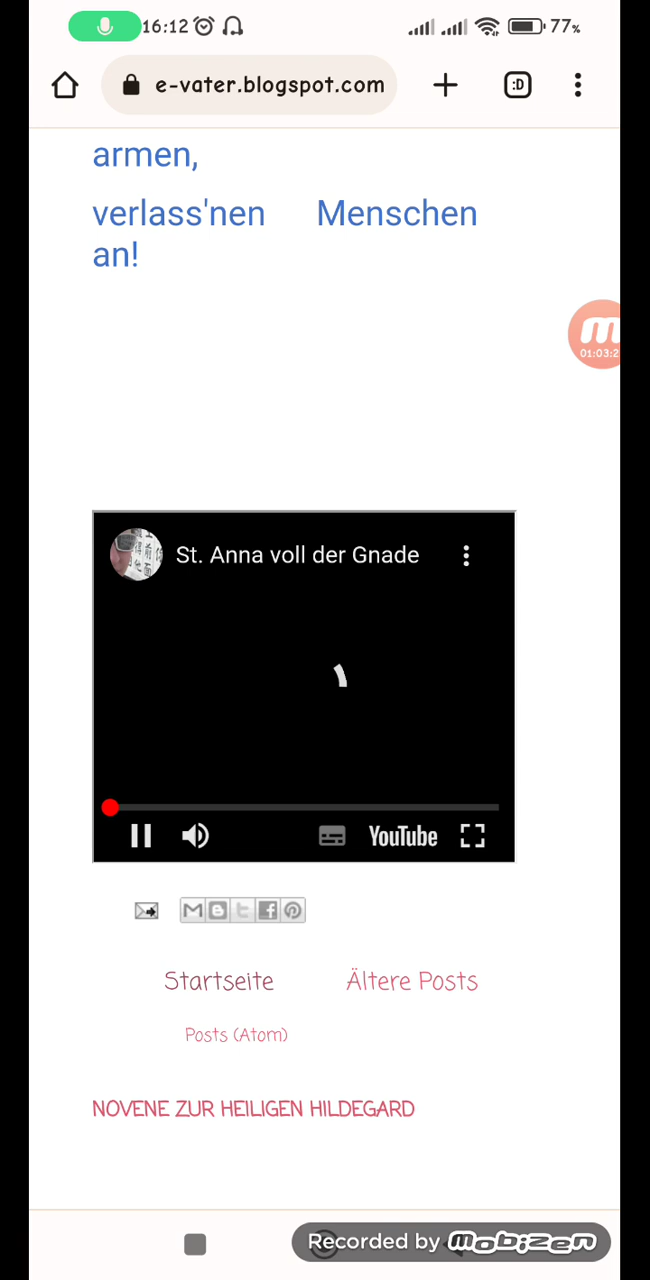 16:12 77%
e-vater.blogspot.com :D
armen,
verlass'nen Menschen
an!
01:03:2
St. Anna voll der Gnade
YouTube
Startseite Ältere Posts
Posts (Atom)
NOVENE ZUR HEILIGEN HILDEGARD
Recorded by mobizen